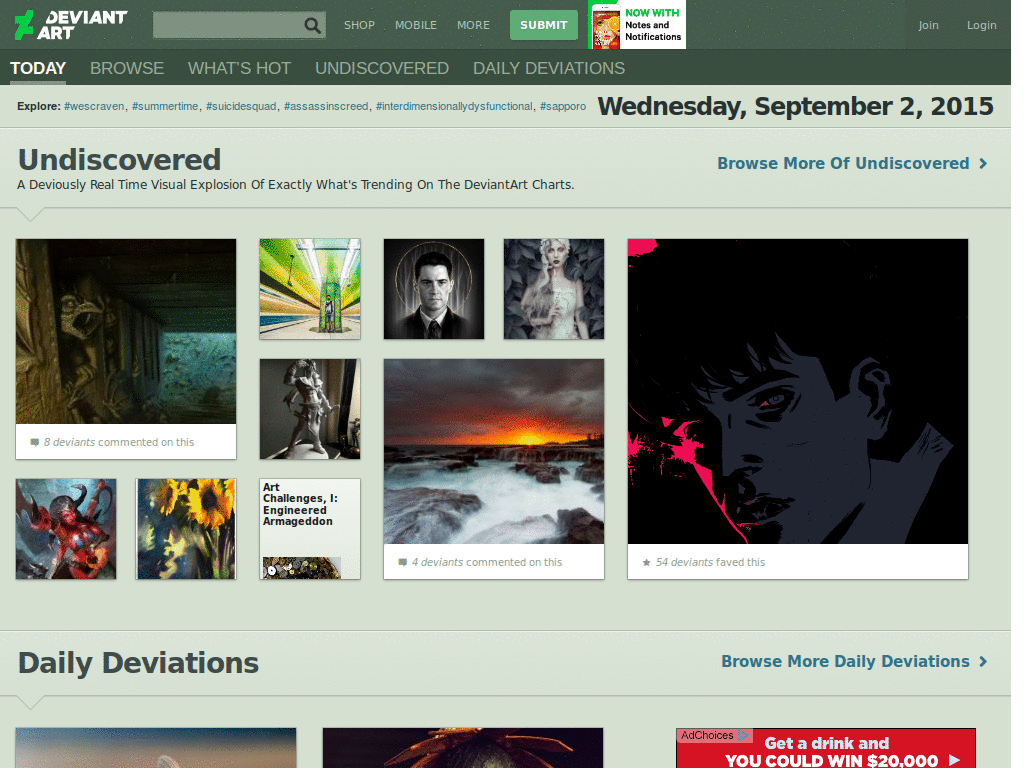 DEVIANT
ART
SHOP
MOBILE
MORE
SUBMIT
NOW WITH
Notes and
Notifications
Join
Login
TODAY
BROWSE
WHAT'S HOT
UNDISCOVERED
DAILY DEVIATIONS
Explore: #wescraven, #summertime, #suicidesquad, #assassinscreed, #interdimensionallydysfunctional, #sapporo
Wednesday, September 2, 2015
Undiscovered
A Deviously Real Time Visual Explosion Of Exactly What's Trending On The DeviantArt Charts.
Browse More Of Undiscovered
8 deviants commented on this
Art
Challenges, I:
Engineered
Armageddon
4 deviants commented on this
54 deviants faved this
Daily Deviations
Browse More Daily Deviations
AdChoices
Get a drink and
YOU COULD WIN $20,000